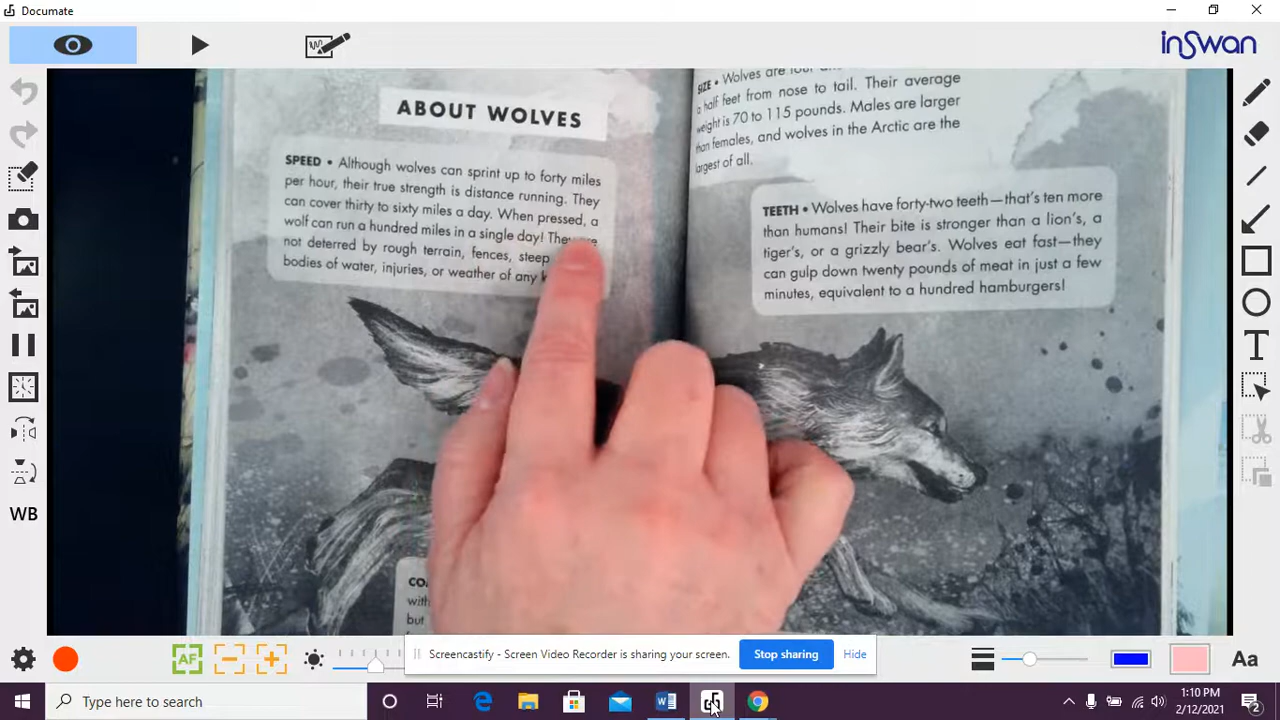 Documate
inSwan
ABOUT WOLVES
SPEED • Although wolves can sprint up to forty miles
per hour, their true strength is distance running. They
can cover thirty to sixty miles a day. When pressed, a
wolf can run a hundred miles in a single day! They
not deterred by rough terrain, fences, steep
bodies of water, injuries, or weather of any
SIZE • Wolves are four
a half feet from nose to tail. Their average
weight is 70 to 115 pounds. Males are larger
than females, and wolves in the Arctic are the
largest of all.
TEETH • Wolves have forty-two teeth—that's ten more
than humans! Their bite is stronger than a lion's, a
tiger's, or a grizzly bear's. Wolves eat fast—they
can gulp down twenty pounds of meat in just a few
minutes, equivalent to a hundred hamburgers!
with
but
WB
T
AF
Screencastify - Screen Video Recorder is sharing your screen.
Stop sharing
Hide
Aa
Type here to search
1:10 PM
2/12/2021
2